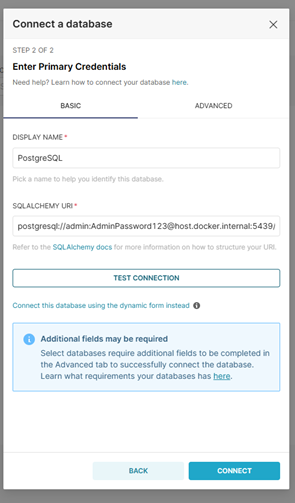 Connect a database
STEP 2 OF 2
Enter Primary Credentials
Need help? Learn how to connect your database here.
BASIC
ADVANCED
DISPLAY NAME *
PostgreSQL
Pick a name to help you identify this database.
SQLALCHEMY URI *
postgresql://admin:AdminPassword123@host.docker.internal:5439/
Refer to the SQLAlchemy docs for more information on how to structure your URI.
TEST CONNECTION
Connect this database using the dynamic form instead
Additional fields may be required
Select databases require additional fields to be completed in
the Advanced tab to successfully connect the database.
Learn what requirements your databases has here.
BACK
CONNECT